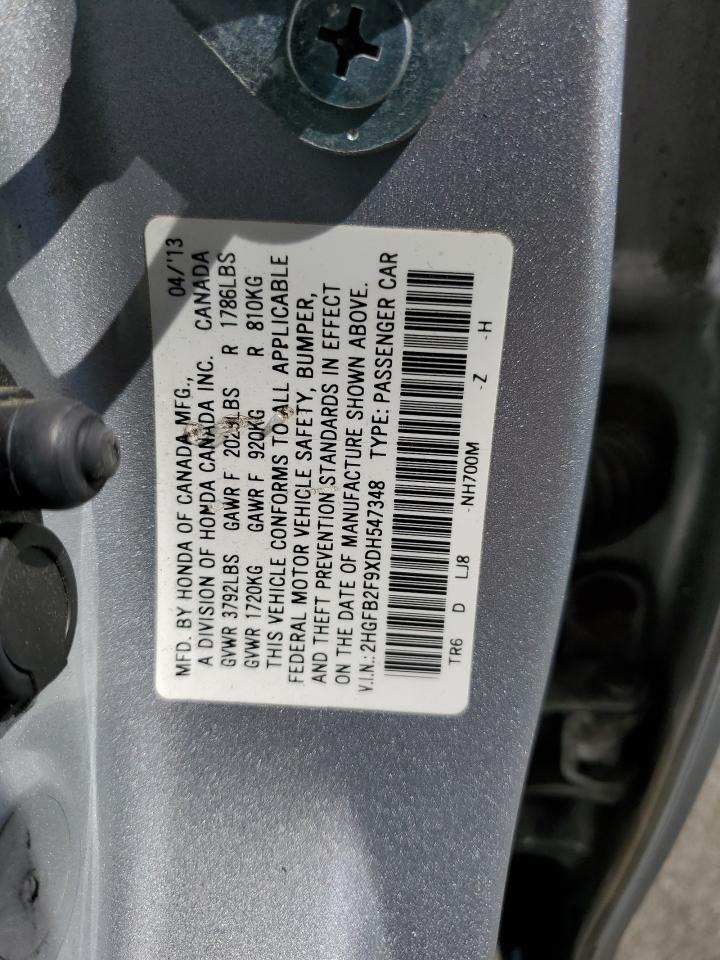 MFD. BY HONDA OF CANADA MFG., 04/'13
A DIVISION OF HONDA CANADA INC. CANADA
GVWR 3792LBS GAWR F 2028LBS R 1786LBS
GVWR 1720KG GAWR F 920KG R 810KG
THIS VEHICLE CONFORMS TO ALL APPLICABLE
FEDERAL MOTOR VEHICLE SAFETY, BUMPER,
AND THEFT PREVENTION STANDARDS IN EFFECT
ON THE DATE OF MANUFACTURE SHOWN ABOVE.
V.I.N.: 2HGFB2F9XDH547348 TYPE: PASSENGER CAR
TR6 D LJ8 -NH700M -Z -H